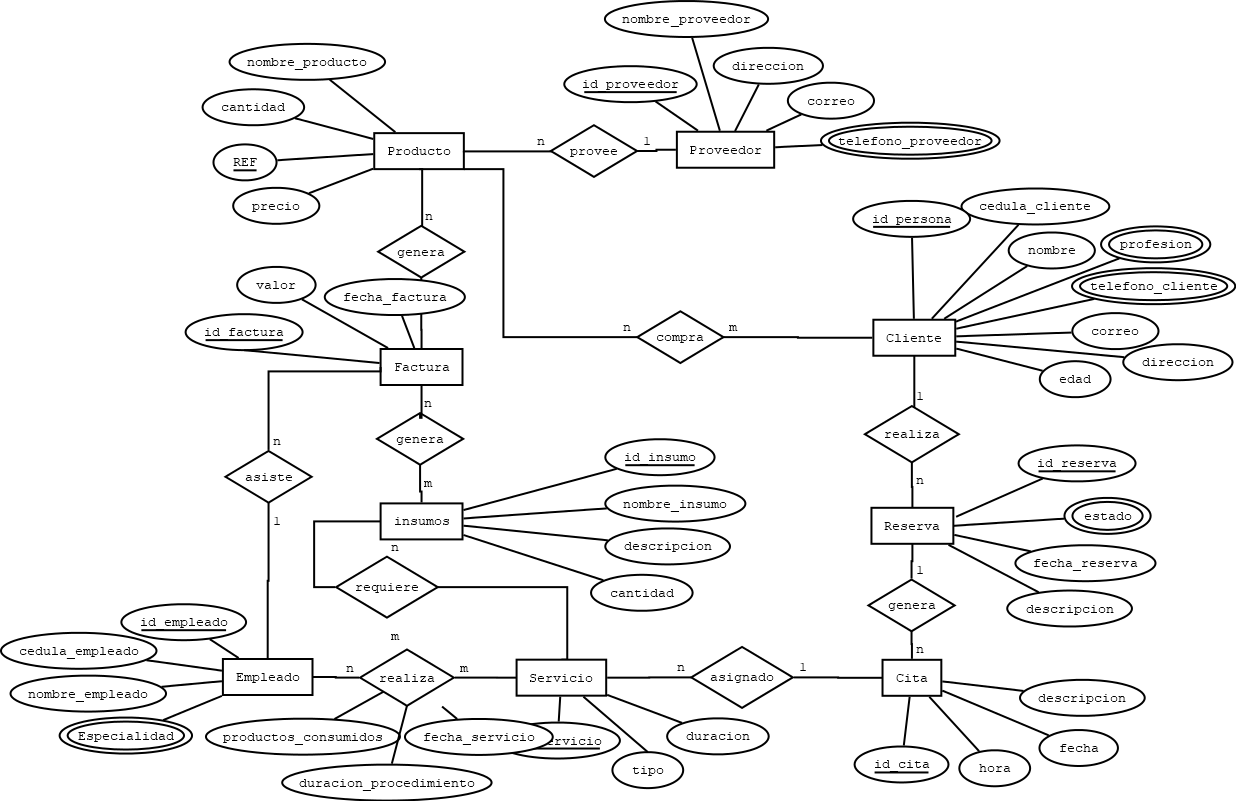 nombre_proveedor
nombre_producto
direccion
id_proveedor
correo
cantidad
telefono_proveedor
n
1
Producto
provee
Proveedor
REF
precio
cedula_cliente
id_persona
n
profesion
nombre
genera
telefono_cliente
valor
fecha_factura
id_factura
n
m
correo
compra
Cliente
direccion
Factura
edad
1
n
genera
realiza
n
id_insumo
id_reserva
asiste
m
n
nombre_insumo
estado
1
insumos
Reserva
n
descripcion
fecha_reserva
1
requiere
cantidad
genera
descripcion
id_empleado
m
cedula_empleado
n
n
m
n
1
Empleado
realiza
Servicio
asignado
Cita
nombre_empleado
descripcion
Especialidad
productos_consumidos
fecha_servicio
duracion
fecha
id_cita
hora
tipo
duracion_procedimiento